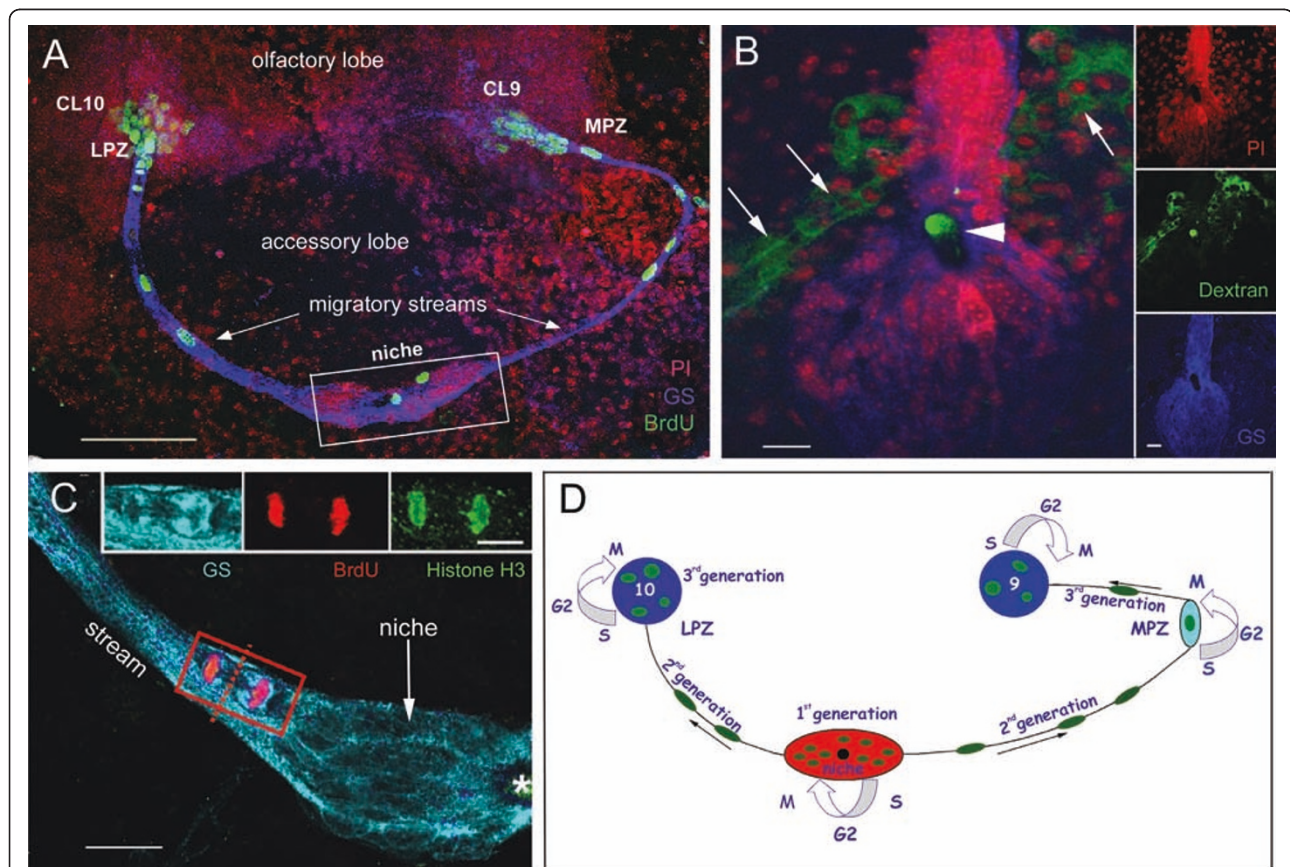 A
olfactory lobe
CL10
CL9
LPZ
MPZ
accessory lobe
migratory streams
niche
PI
GS
BrdU
B
PI
Dextran
GS
C
GS
BrdU
Histone H3
stream
niche
*
D
G2
S
M
M
10
3rd generation
G2
S
LPZ
9
3rd generation
M
MPZ
G2
S
2nd generation
1st generation
2nd generation
niche
M
S
G2